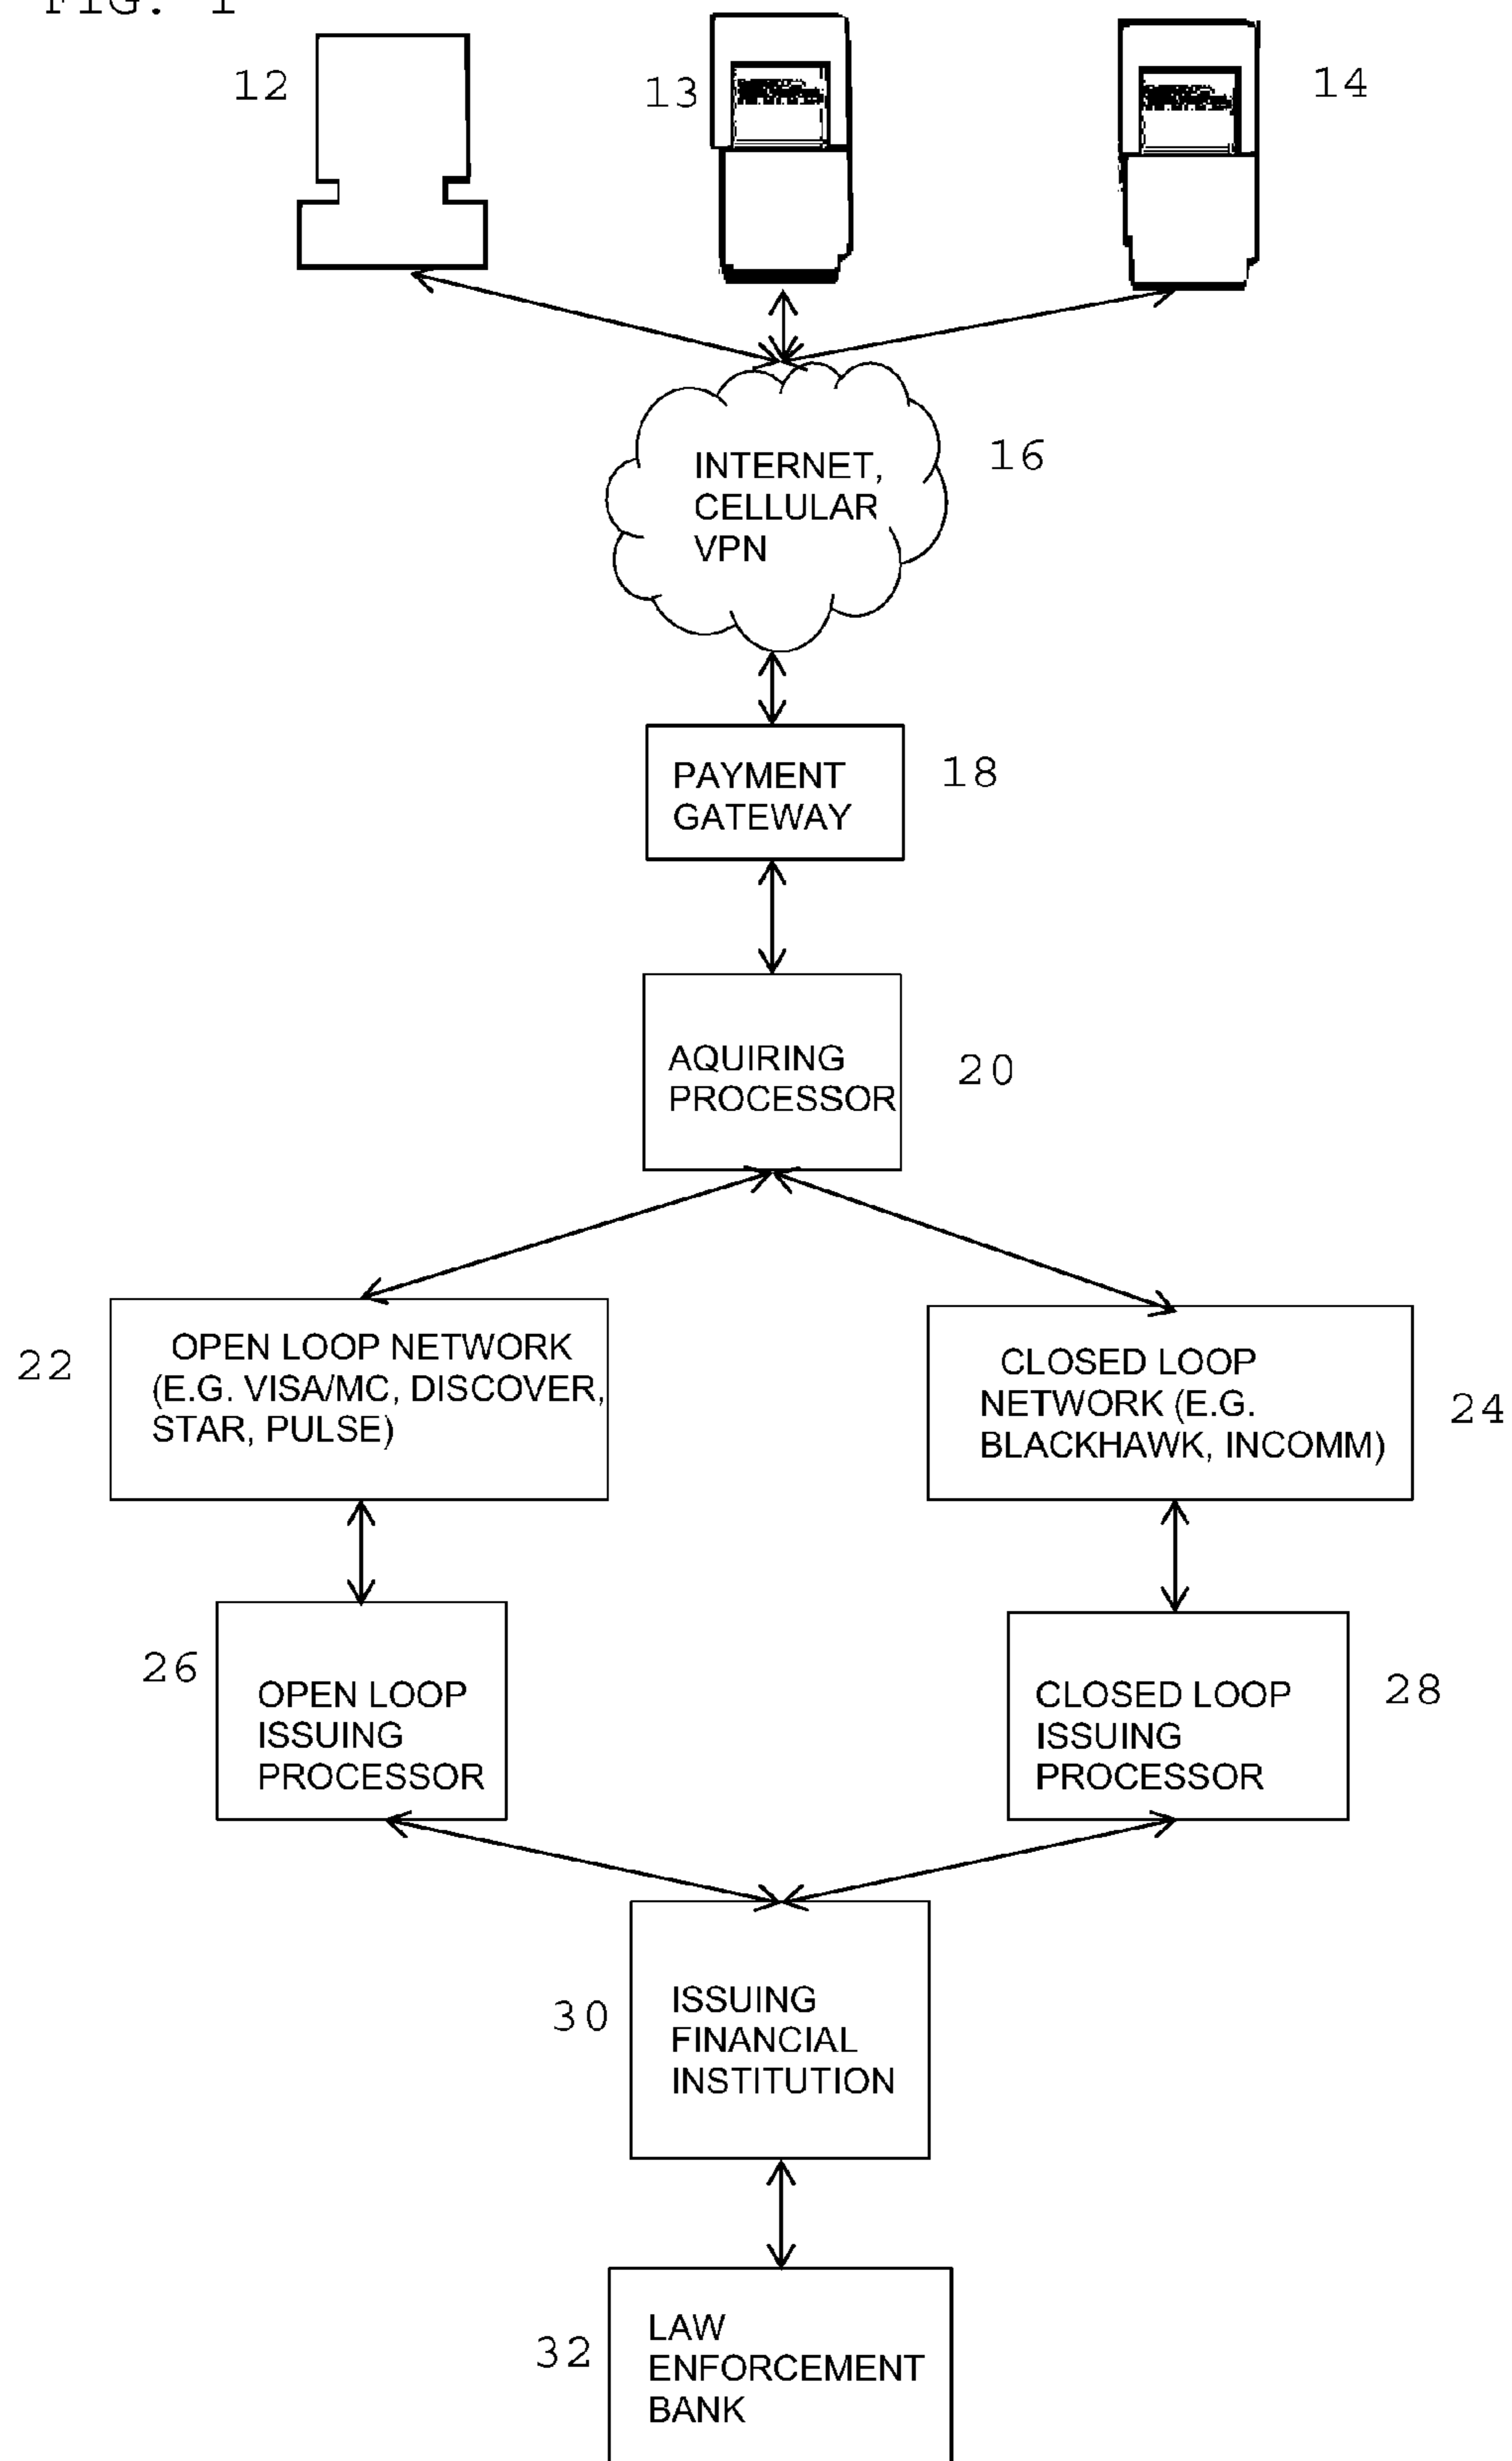 FIG. 1
12
13
14
INTERNET,
CELLULAR
VPN
16
PAYMENT
GATEWAY
18
AQUIRING
PROCESSOR
20
22
OPEN LOOP NETWORK
(E.G. VISA/MC, DISCOVER,
STAR, PULSE)
CLOSED LOOP
NETWORK (E.G.
BLACKHAWK, INCOMM)
24
26
OPEN LOOP
ISSUING
PROCESSOR
CLOSED LOOP
ISSUING
PROCESSOR
28
30
ISSUING
FINANCIAL
INSTITUTION
32
LAW
ENFORCEMENT
BANK